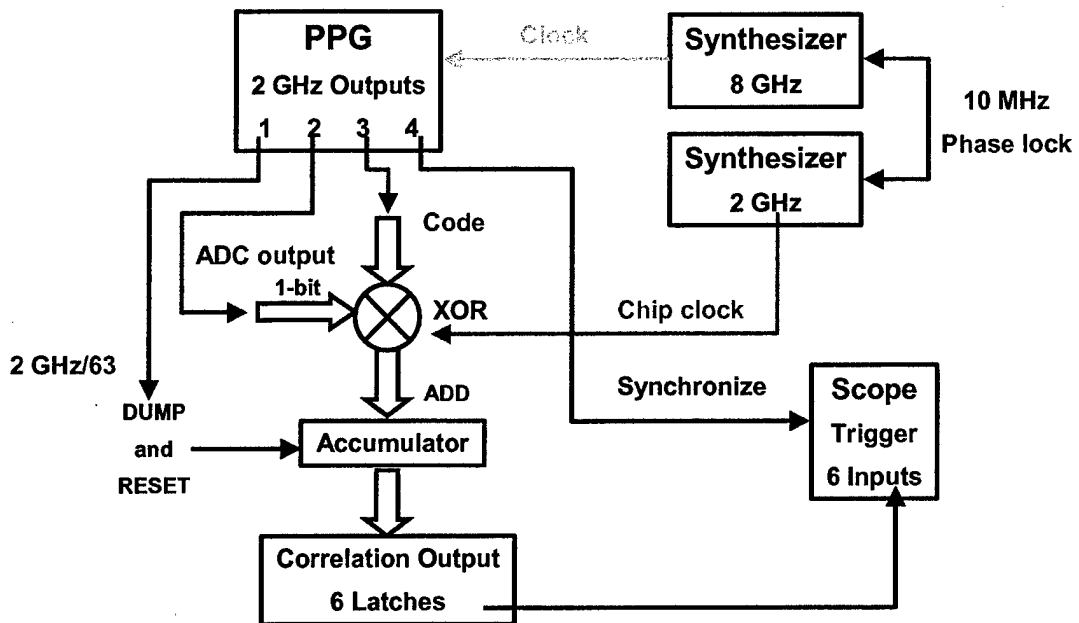 PPG
2 GHz Outputs
1 2 3 4
Clock
Synthesizer
8 GHz
10 MHz
Phase lock
Synthesizer
2 GHz
Code
ADC output
1-bit
XOR
Chip clock
2 GHz/63
DUMP
and
RESET
ADD
Accumulator
Synchronize
Scope
Trigger
6 Inputs
Correlation Output
6 Latches